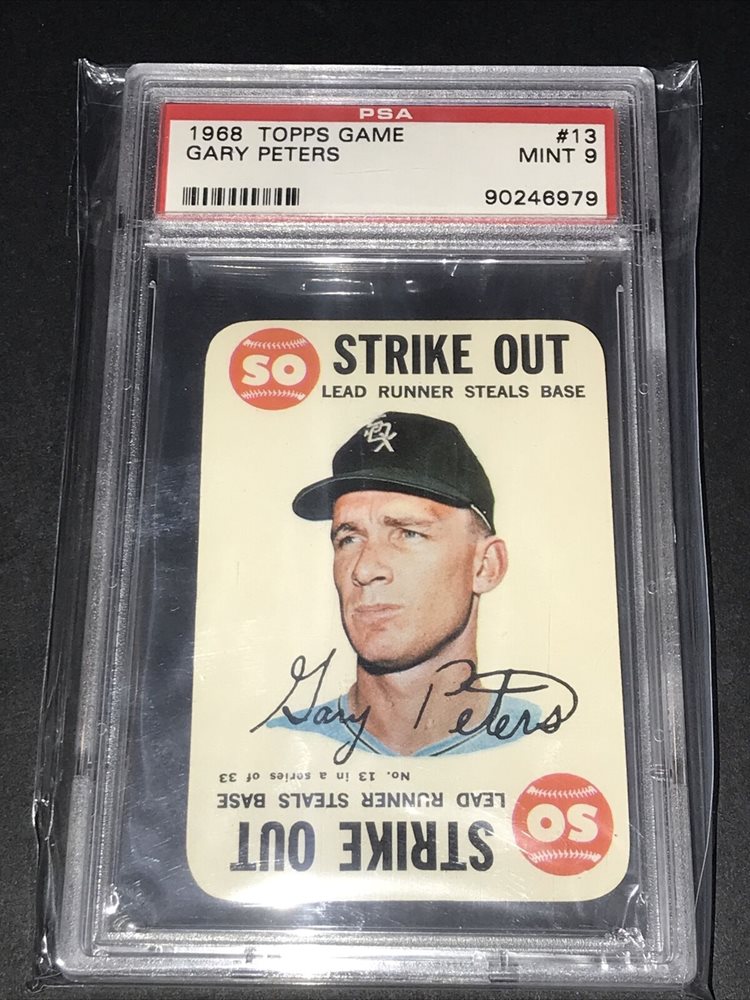 PSA
1968 TOPPS GAME #13
GARY PETERS MINT 9
90246979
SO STRIKE OUT
LEAD RUNNER STEALS BASE
SOX
Gary Peters
No. 13 in a series of 33
LEAD RUNNER STEALS BASE
STRIKE OUT SO